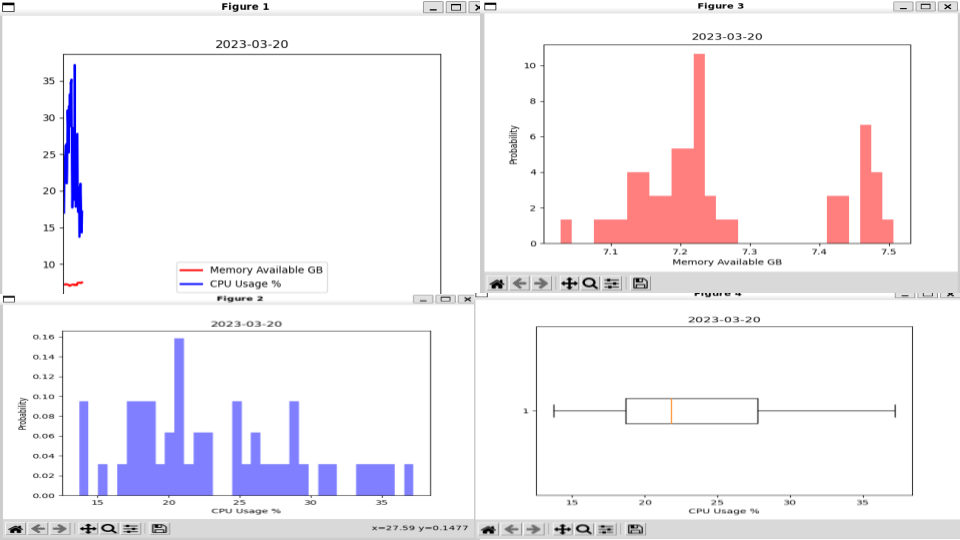 Figure 1
2023-03-20
35
30
25
20
15
10
Memory Available GB
CPU Usage %
Figure 3
2023-03-20
Probability
10
8
6
4
2
0
7.1 7.2 7.3 7.4 7.5
Memory Available GB
Figure 2
2023-03-20
Probability
0.16
0.14
0.12
0.10
0.08
0.06
0.04
0.02
0.00
15 20 25 30 35
CPU Usage %
x=27.59 y=0.1477
Figure 4
2023-03-20
1
15 20 25 30 35
CPU Usage %